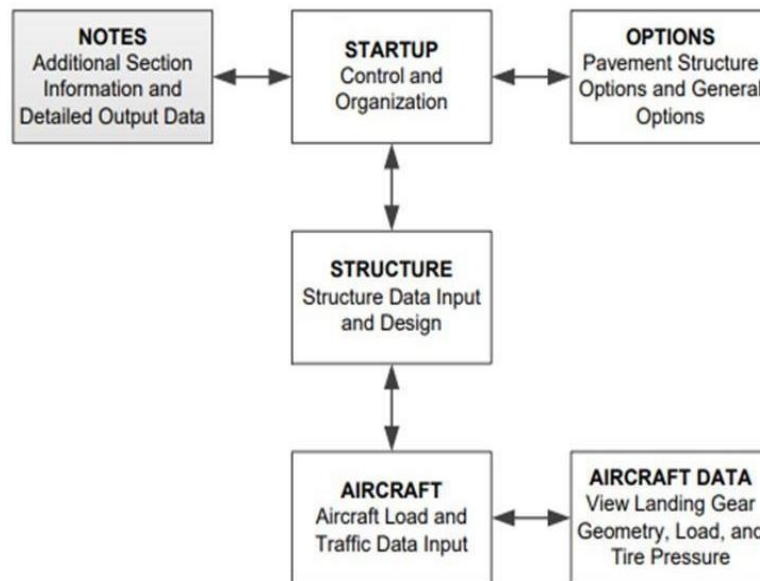 NOTES
Additional Section
Information and
Detailed Output Data
STARTUP
Control and
Organization
OPTIONS
Pavement Structure
Options and General
Options
STRUCTURE
Structure Data Input
and Design
AIRCRAFT
Aircraft Load and
Traffic Data Input
AIRCRAFT DATA
View Landing Gear
Geometry, Load, and
Tire Pressure